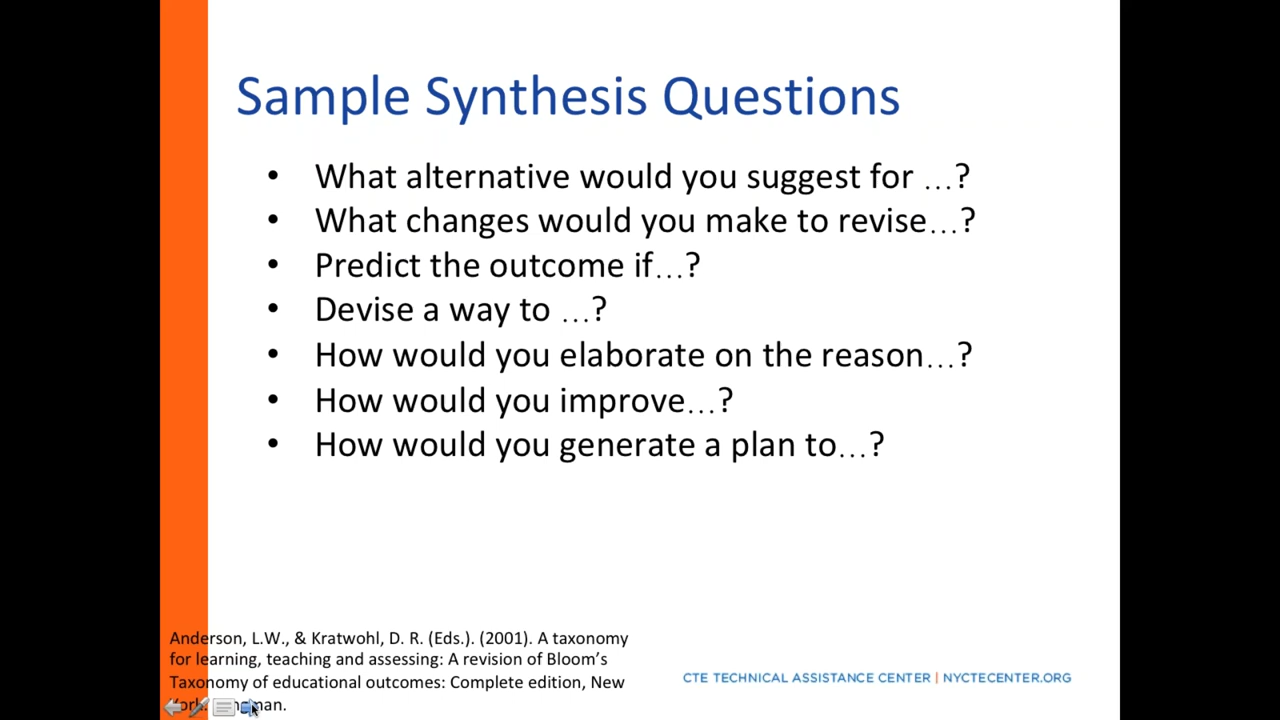 Sample Synthesis Questions
• What alternative would you suggest for …?
• What changes would you make to revise…?
• Predict the outcome if…?
• Devise a way to …?
• How would you elaborate on the reason…?
• How would you improve…?
• How would you generate a plan to…?
Anderson, L.W., & Kratwohl, D. R. (Eds.). (2001). A taxonomy
for learning, teaching and assessing: A revision of Bloom’s
Taxonomy of educational outcomes: Complete edition, New
CTE TECHNICAL ASSISTANCE CENTER | NYCTECENTER.ORG